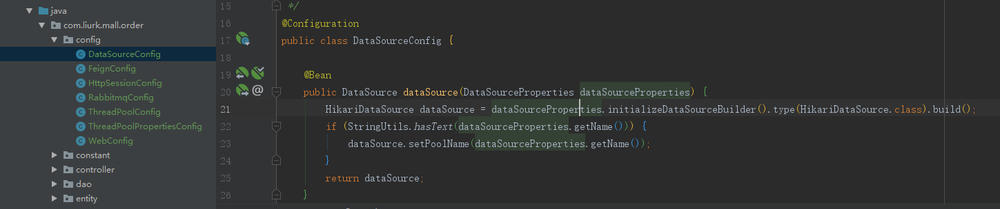 java
com.liurk.mall.order
config
DataSourceConfig
FeignConfig
HttpSessionConfig
RabbitmqConfig
ThreadPoolConfig
ThreadPoolPropertiesConfig
WebConfig
constant
controller
dao
entity
15 */
16 @Configuration
17 public class DataSourceConfig {
18
19 @Bean
20 public DataSource dataSource(DataSourceProperties dataSourceProperties) {
21 HikariDataSource dataSource = dataSourceProperties.initializeDataSourceBuilder().type(HikariDataSource.class).build();
22 if (StringUtils.hasText(dataSourceProperties.getName())) {
23 dataSource.setPoolName(dataSourceProperties.getName());
24 }
25 return dataSource;
26 }